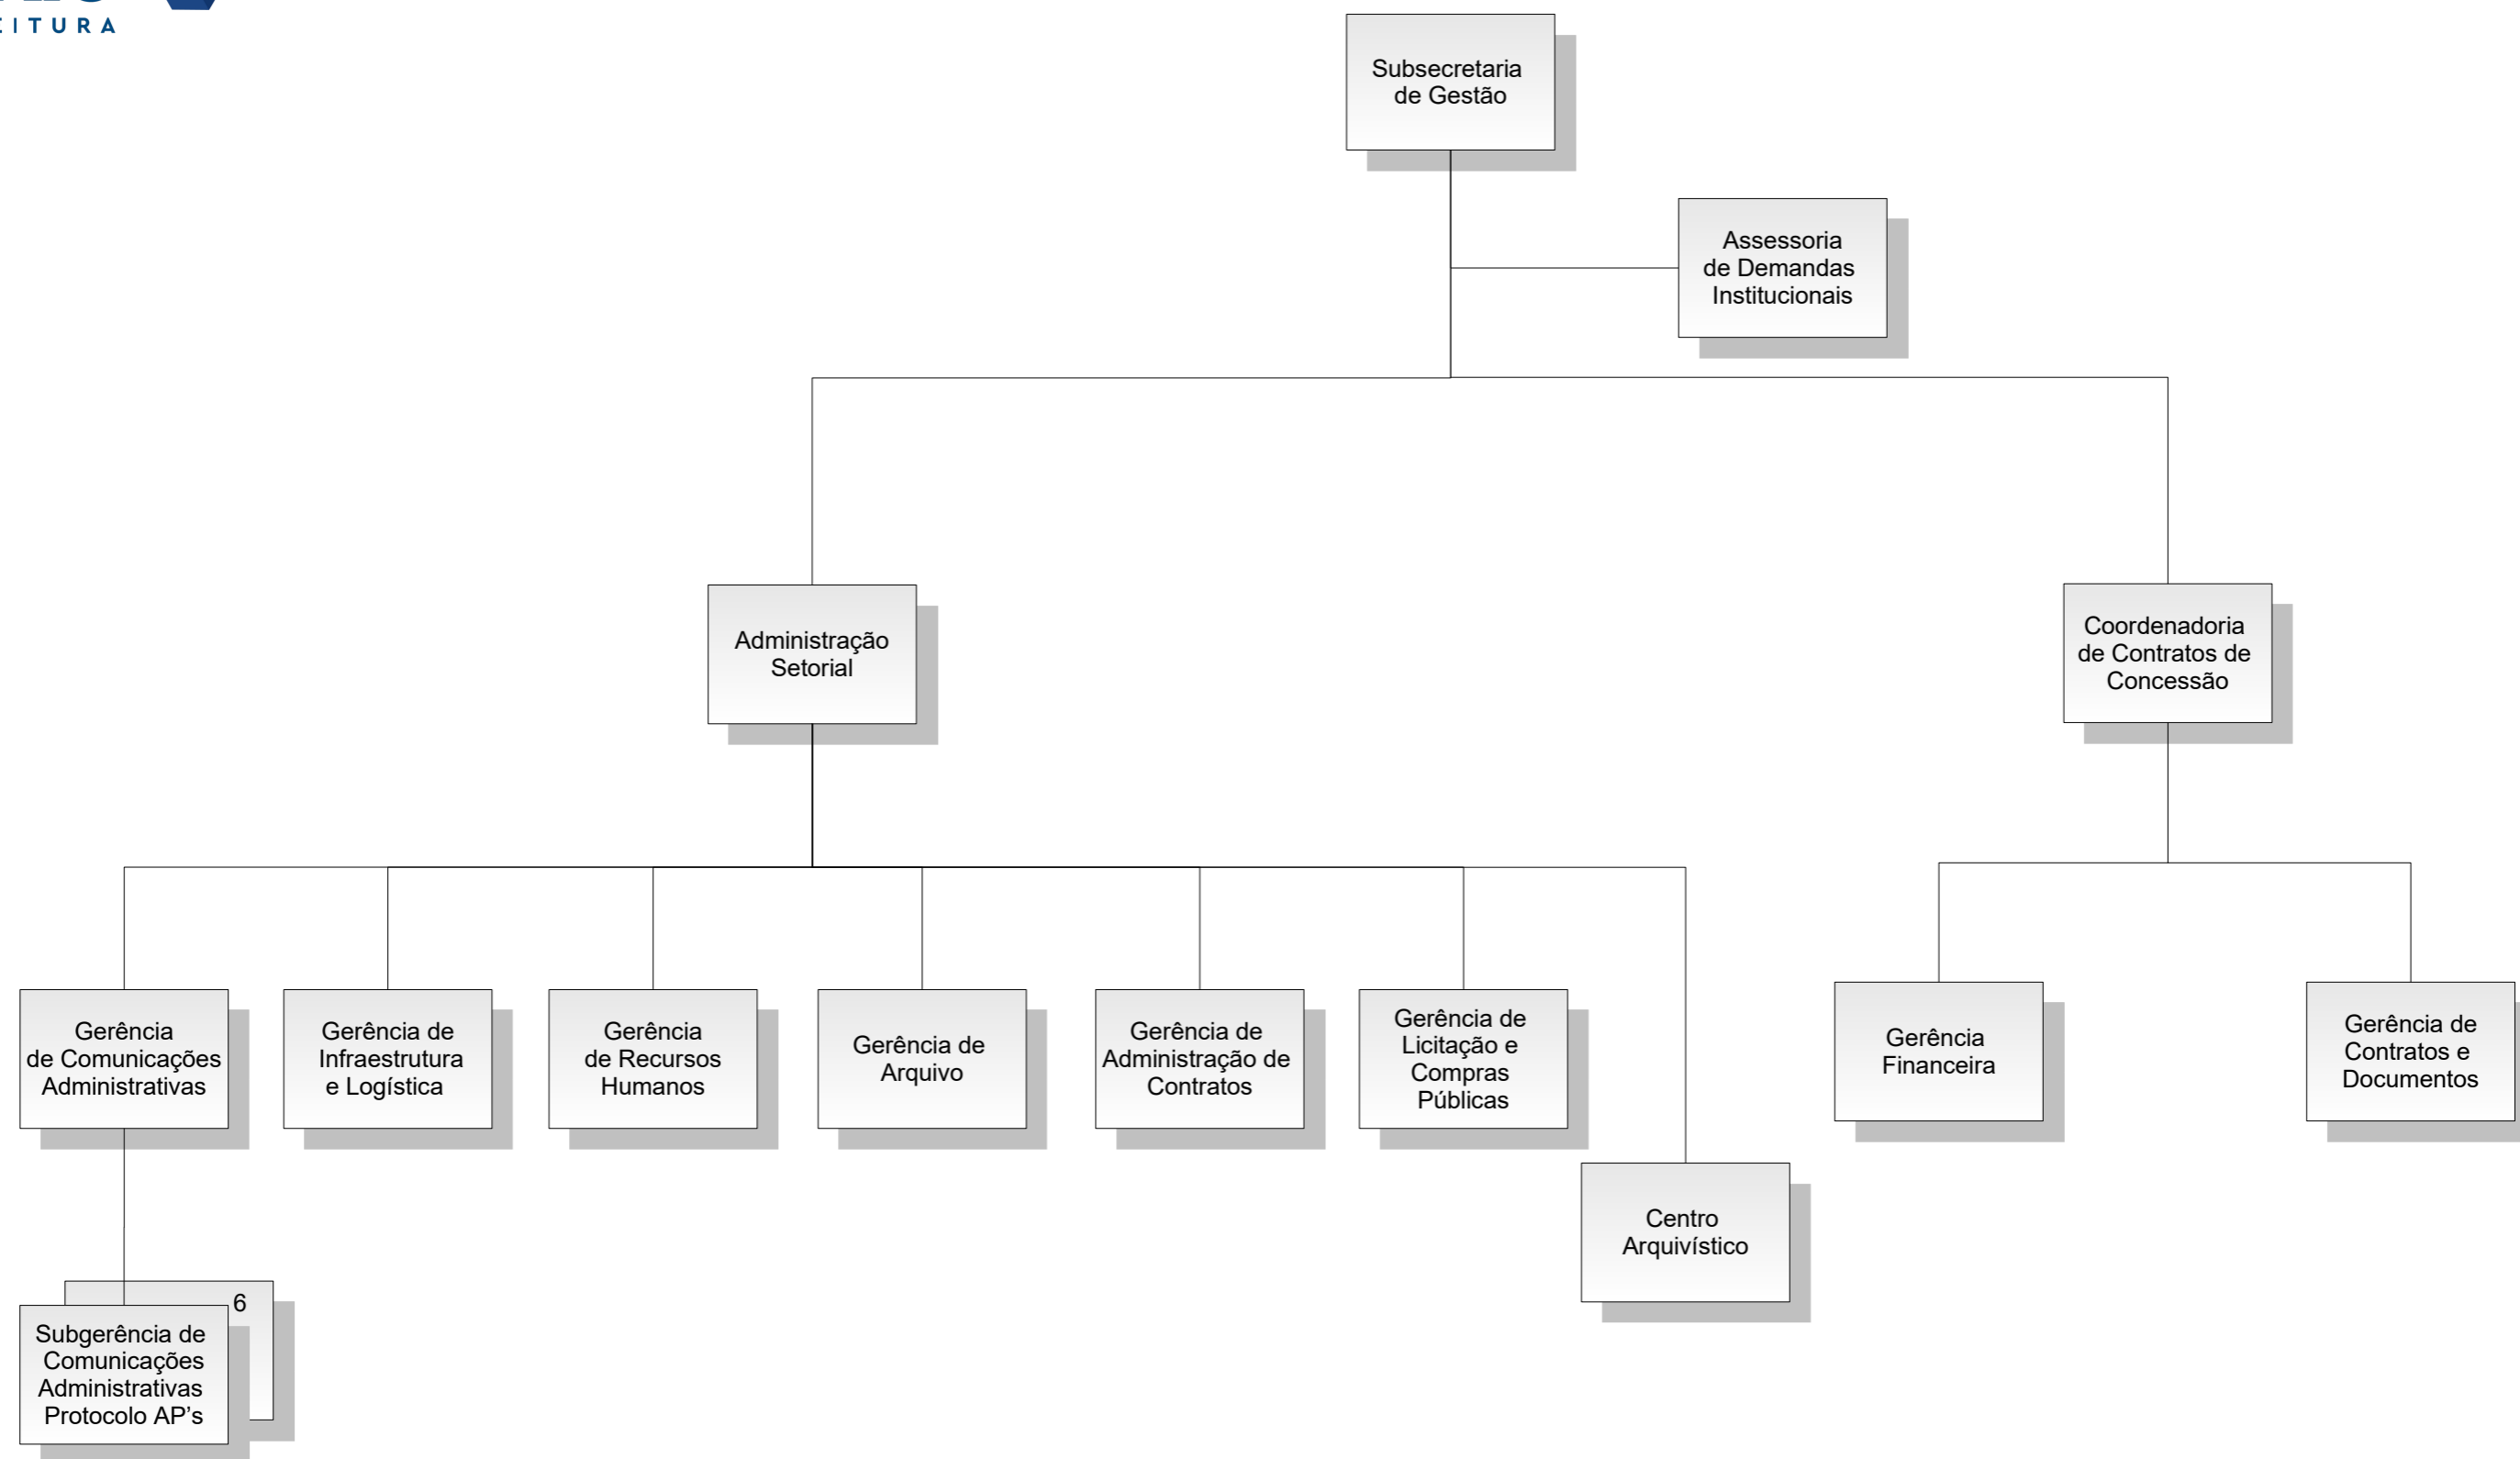 EITURA
Subsecretaria
de Gestão
Assessoria
de Demandas
Institucionais
Administração
Setorial
Coordenadoria
de Contratos de
Concessão
Gerência
de Comunicações
Administrativas
Gerência de
Infraestrutura
e Logística
Gerência
de Recursos
Humanos
Gerência de
Arquivo
Gerência de
Administração de
Contratos
Gerência de
Licitação e
Compras
Públicas
Gerência
Financeira
Gerência de
Contratos e
Documentos
Centro
Arquivístico
6
Subgerência de
Comunicações
Administrativas
Protocolo AP’s